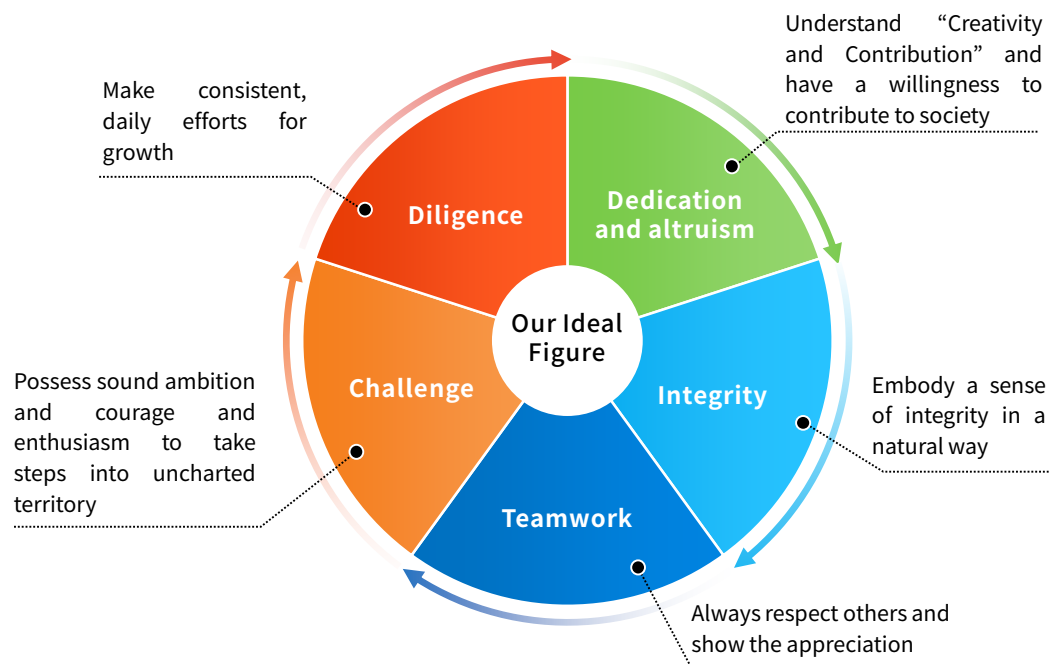 Understand “Creativity
and Contribution” and
have a willingness to
contribute to society
Make consistent,
daily efforts for
growth
Diligence
Dedication
and altruism
Our Ideal
Figure
Challenge
Integrity
Possess sound ambition
and courage and
enthusiasm to take
steps into uncharted
territory
Embody a sense
of integrity in a
natural way
Teamwork
Always respect others and
show the appreciation